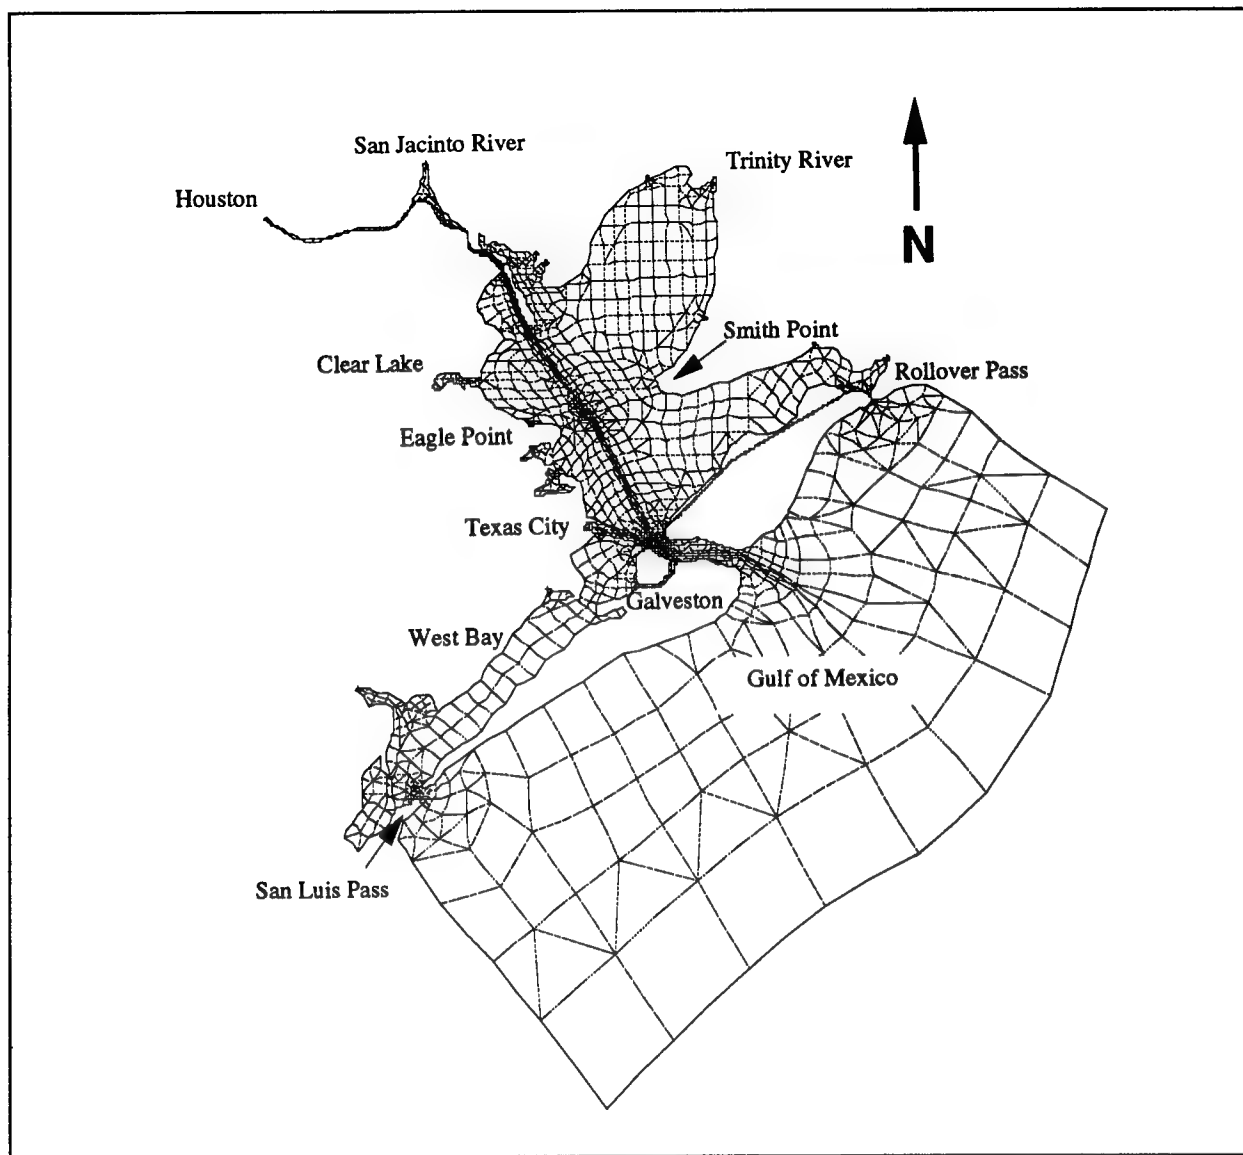 San Jacinto River
Trinity River
Houston
N
Smith Point
Clear Lake
Rollover Pass
Eagle Point
Texas City
Galveston
West Bay
Gulf of Mexico
San Luis Pass